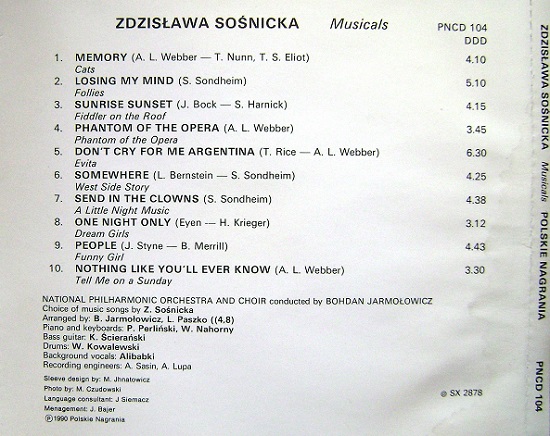 ZDZISŁAWA SOŚNICKA Musicals PNCD 104
DDD
1. MEMORY (A. L. Webber — T. Nunn, T. S. Eliot) 4.10
Cats
2. LOSING MY MIND (S. Sondheim) 5.10
Follies
3. SUNRISE SUNSET (J. Bock — S. Harnick) 4.15
Fiddler on the Roof
4. PHANTOM OF THE OPERA (A. L. Webber) 3.45
Phantom of the Opera
5. DON'T CRY FOR ME ARGENTINA (T. Rice — A. L. Webber) 6.30
Evita
6. SOMEWHERE (L. Bernstein — S. Sondheim) 4.25
West Side Story
7. SEND IN THE CLOWNS (S. Sondheim) 4.38
A Little Night Music
8. ONE NIGHT ONLY (Eyen — H. Krieger) 3.12
Dream Girls
9. PEOPLE (J. Styne — B. Merrill) 4.43
Funny Girl
10. NOTHING LIKE YOU'LL EVER KNOW (A. L. Webber) 3.30
Tell Me on a Sunday
NATIONAL PHILHARMONIC ORCHESTRA AND CHOIR conducted by BOHDAN JARMOŁOWICZ
Choice of music songs by Z. Sośnicka
Arranged by: B. Jarmołowicz, L. Paszko ((4,8)
Piano and keyboards: P. Perliński, W. Nahorny
Bass guitar: K. Ścierański
Drums: W. Kowalewski
Background vocals: Alibabki
Recording engineers: A. Sasin, A. Lupa
Sleeve design by: M. Jhnatowicz
Photo by: M. Czudowski
Language consultant: J Siemacz
Menagement: J. Bajer
Ⓟ 1990 Polskie Nagrania
SX 2878
ZDZISŁAWA SOŚNICKA Musicals POLSKIE NAGRANIA PNCD 104